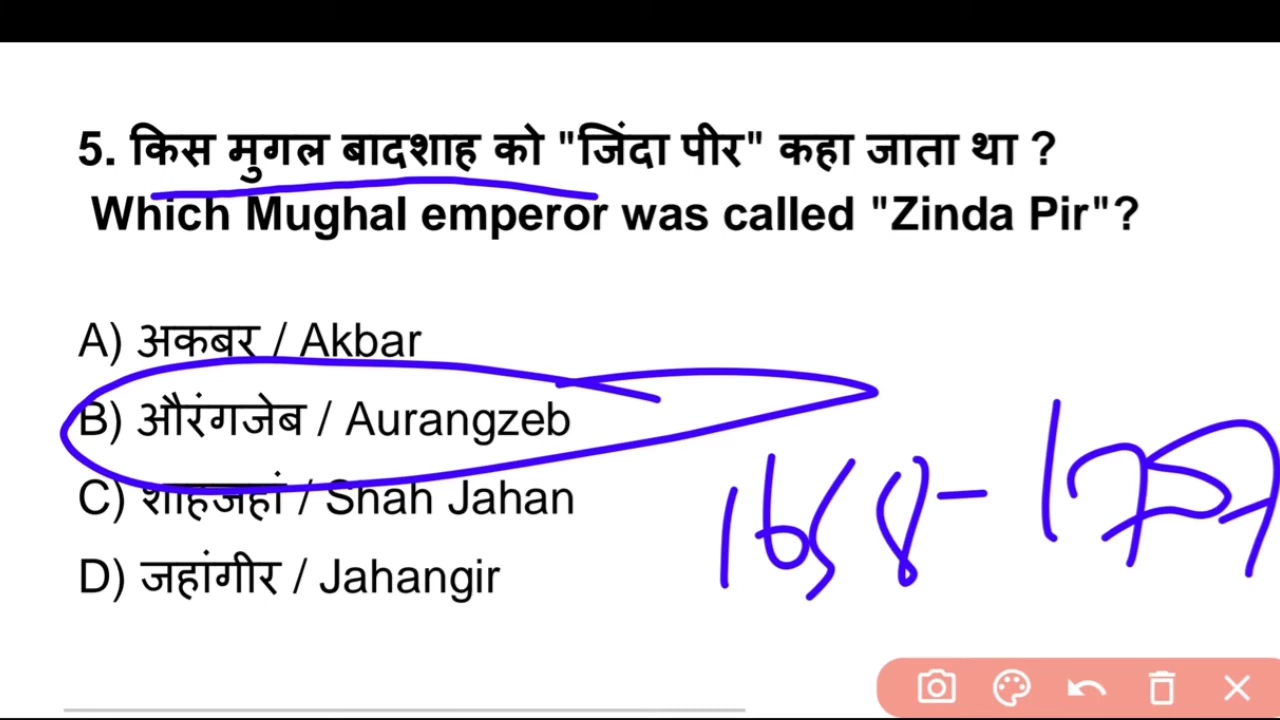 5. किस मुगल बादशाह को "जिंदा पीर" कहा जाता था ?
Which Mughal emperor was called "Zinda Pir"?
A) अकबर / Akbar
B) औरंगजेब / Aurangzeb
C) शाहजहां / Shah Jahan
D) जहांगीर / Jahangir
1658 - 1707